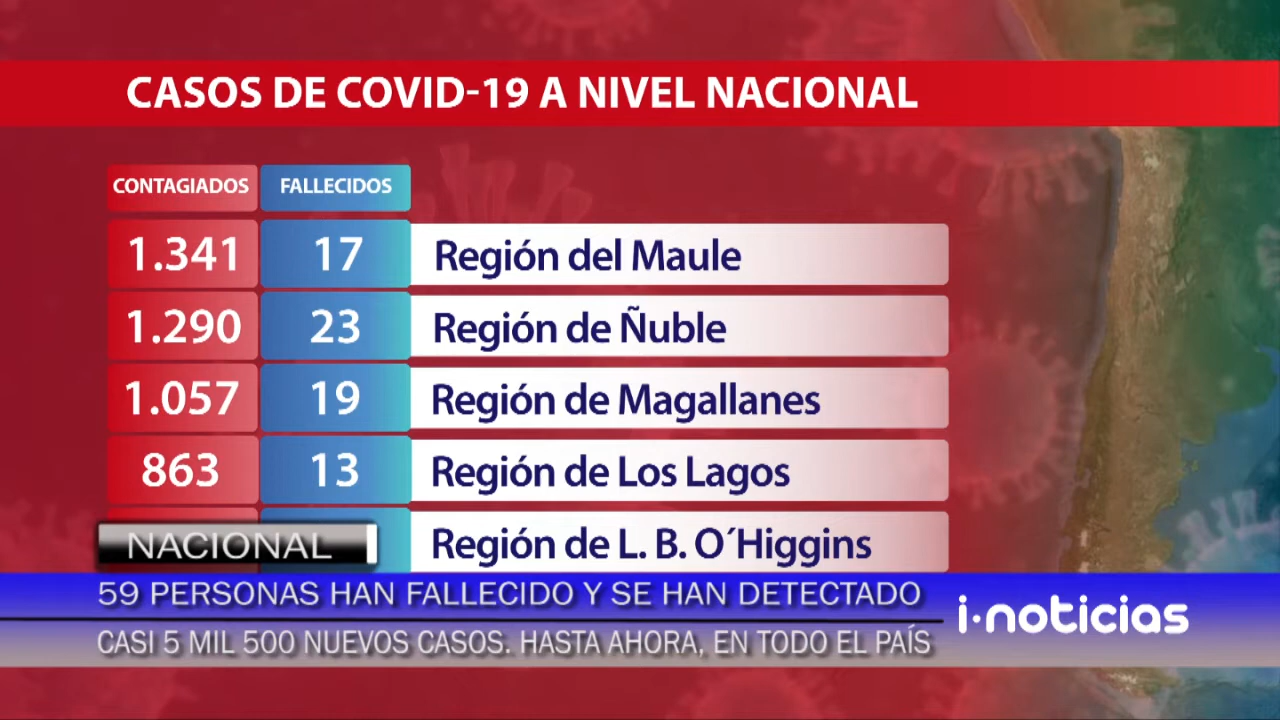 CASOS DE COVID-19 A NIVEL NACIONAL
CONTAGIADOS FALLECIDOS
1.341 17 Región del Maule
1.290 23 Región de Ñuble
1.057 19 Región de Magallanes
863 13 Región de Los Lagos
Región de L. B. O´Higgins
NACIONAL
59 PERSONAS HAN FALLECIDO Y SE HAN DETECTADO
CASI 5 MIL 500 NUEVOS CASOS. HASTA AHORA, EN TODO EL PAÍS
i·noticias